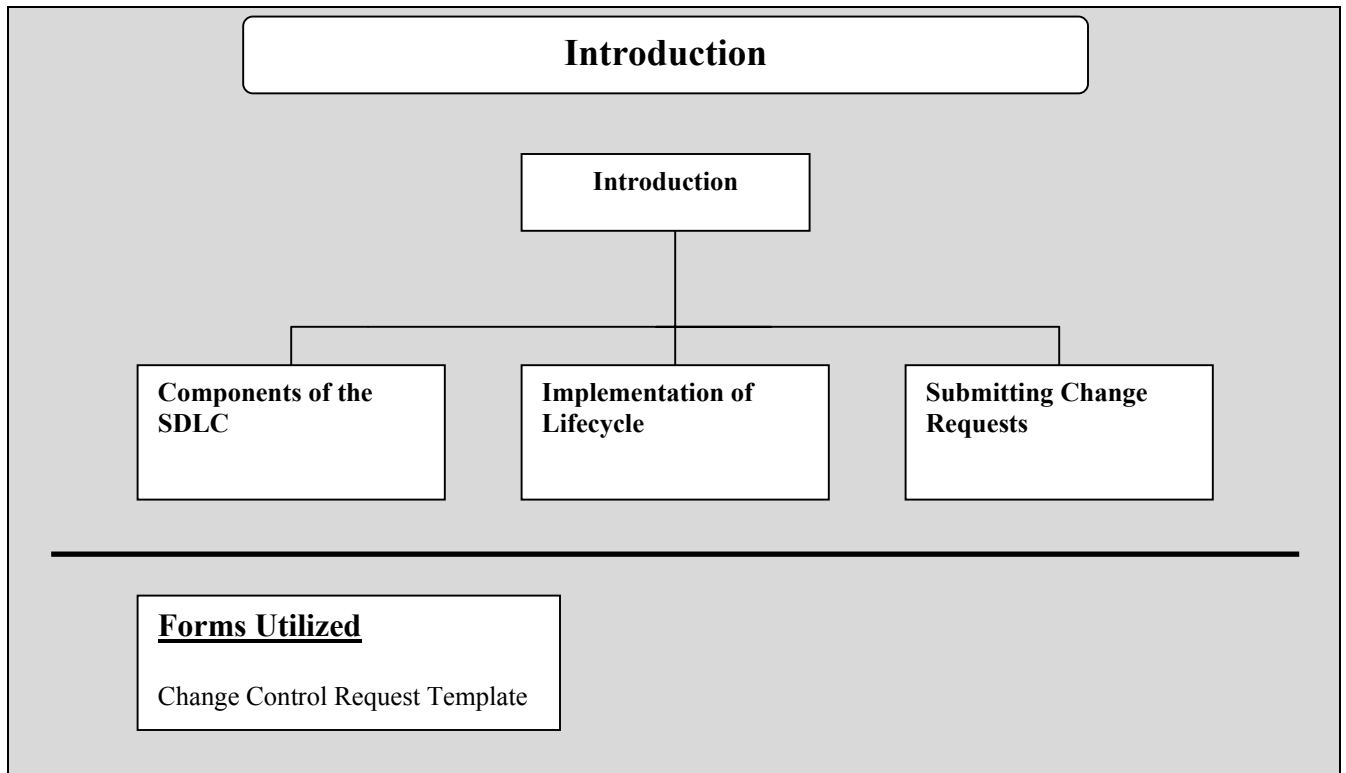 Introduction
Introduction
Components of the
SDLC
Implementation of
Lifecycle
Submitting Change
Requests
Forms Utilized
Change Control Request Template